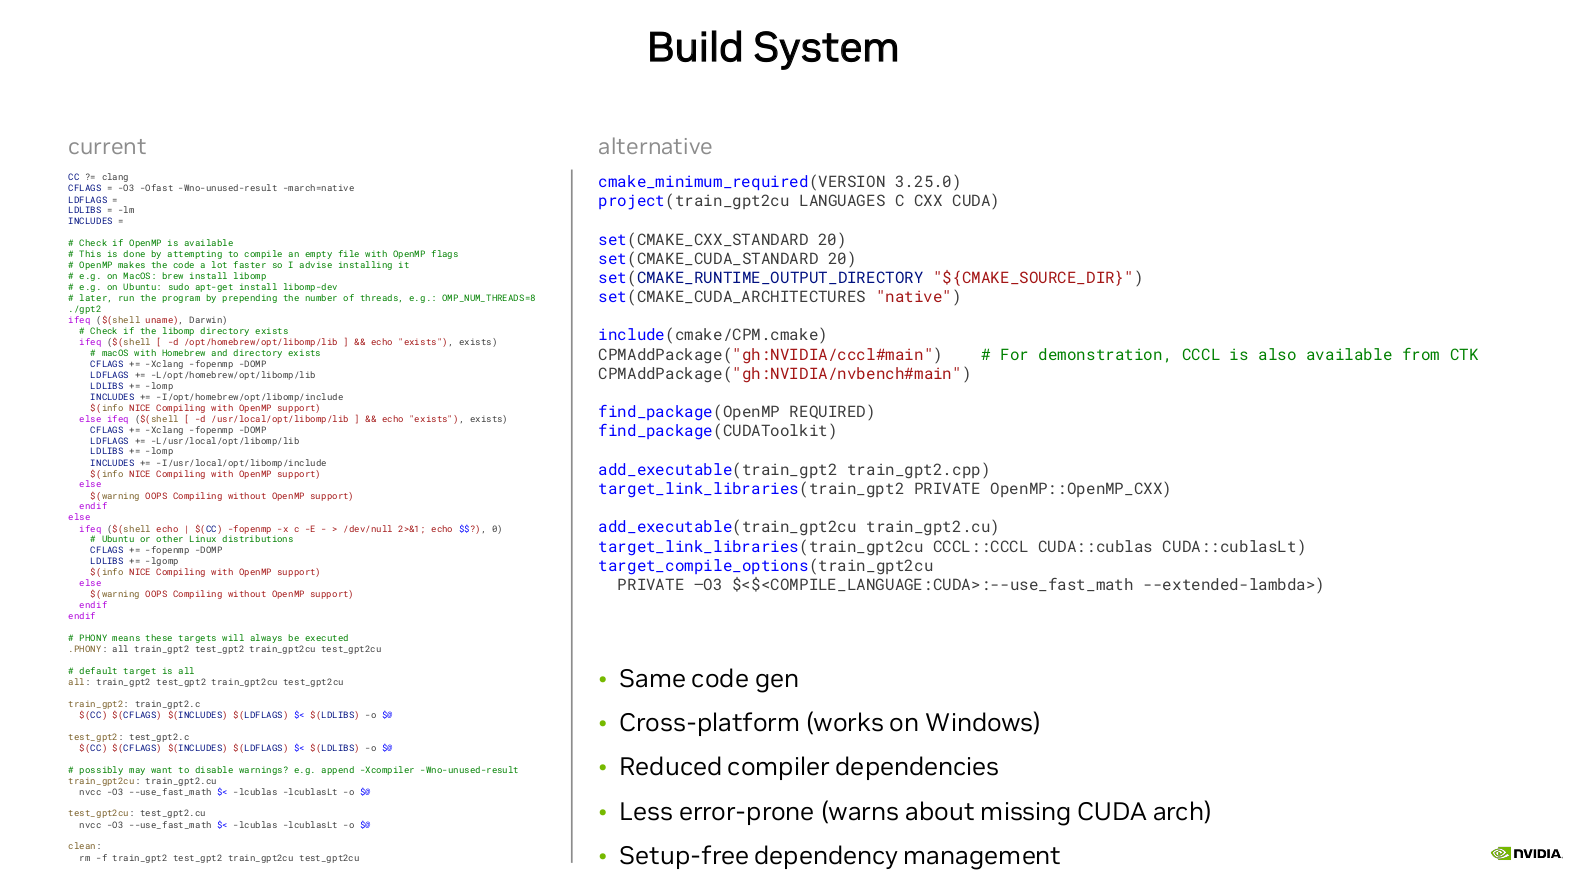 Build System
current
CC ?= clang
CFLAGS = -O3 -Ofast -Wno-unused-result -march=native
LDFLAGS =
LDLIBS = -lm
INCLUDES =
# Check if OpenMP is available
# This is done by attempting to compile an empty file with OpenMP flags
# OpenMP makes the code a lot faster so I advise installing it
# e.g. on MacOS: brew install libomp
# e.g. on Ubuntu: sudo apt-get install libomp-dev
# later, run the program by prepending the number of threads, e.g.: OMP_NUM_THREADS=8
./gpt2
ifeq ($(shell uname), Darwin)
  # Check if the libomp directory exists
  ifeq ($(shell [ -d /opt/homebrew/opt/libomp/lib ] && echo "exists"), exists)
    # macOS with Homebrew and directory exists
    CFLAGS += -Xclang -fopenmp -DOMP
    LDFLAGS += -L/opt/homebrew/opt/libomp/lib
    LDLIBS += -lomp
    INCLUDES += -I/opt/homebrew/opt/libomp/include
    $(info NICE Compiling with OpenMP support)
  else ifeq ($(shell [ -d /usr/local/opt/libomp/lib ] && echo "exists"), exists)
    CFLAGS += -Xclang -fopenmp -DOMP
    LDFLAGS += -L/usr/local/opt/libomp/lib
    LDLIBS += -lomp
    INCLUDES += -I/usr/local/opt/libomp/include
    $(info NICE Compiling with OpenMP support)
  else
    $(warning OOPS Compiling without OpenMP support)
  endif
else
  ifeq ($(shell echo | $(CC) -fopenmp -x c -E - > /dev/null 2>&1; echo $$?), 0)
    # Ubuntu or other Linux distributions
    CFLAGS += -fopenmp -DOMP
    LDLIBS += -lgomp
    $(info NICE Compiling with OpenMP support)
  else
    $(warning OOPS Compiling without OpenMP support)
  endif
endif
# PHONY means these targets will always be executed
.PHONY: all train_gpt2 test_gpt2 train_gpt2cu test_gpt2cu
# default target is all
all: train_gpt2 test_gpt2 train_gpt2cu test_gpt2cu
train_gpt2: train_gpt2.c
  $(CC) $(CFLAGS) $(INCLUDES) $(LDFLAGS) $< $(LDLIBS) -o $@
test_gpt2: test_gpt2.c
  $(CC) $(CFLAGS) $(INCLUDES) $(LDFLAGS) $< $(LDLIBS) -o $@
# possibly may want to disable warnings? e.g. append -Xcompiler -Wno-unused-result
train_gpt2cu: train_gpt2.cu
  nvcc -O3 --use_fast_math $< -lcublas -lcublasLt -o $@
test_gpt2cu: test_gpt2.cu
  nvcc -O3 --use_fast_math $< -lcublas -lcublasLt -o $@
clean:
  rm -f train_gpt2 test_gpt2 train_gpt2cu test_gpt2cu
alternative
cmake_minimum_required(VERSION 3.25.0)
project(train_gpt2cu LANGUAGES C CXX CUDA)
set(CMAKE_CXX_STANDARD 20)
set(CMAKE_CUDA_STANDARD 20)
set(CMAKE_RUNTIME_OUTPUT_DIRECTORY "${CMAKE_SOURCE_DIR}")
set(CMAKE_CUDA_ARCHITECTURES "native")
include(cmake/CPM.cmake)
CPMAddPackage("gh:NVIDIA/cccl#main")    # For demonstration, CCCL is also available from CTK
CPMAddPackage("gh:NVIDIA/nvbench#main")
find_package(OpenMP REQUIRED)
find_package(CUDAToolkit)
add_executable(train_gpt2 train_gpt2.cpp)
target_link_libraries(train_gpt2 PRIVATE OpenMP::OpenMP_CXX)
add_executable(train_gpt2cu train_gpt2.cu)
target_link_libraries(train_gpt2cu CCCL::CCCL CUDA::cublas CUDA::cublasLt)
target_compile_options(train_gpt2cu
  PRIVATE –O3 $<$<COMPILE_LANGUAGE:CUDA>:--use_fast_math --extended-lambda>)
• Same code gen
• Cross-platform (works on Windows)
• Reduced compiler dependencies
• Less error-prone (warns about missing CUDA arch)
• Setup-free dependency management
NVIDIA